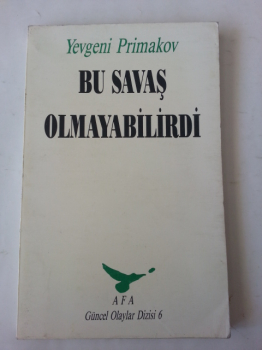 Yevgeni Primakov
BU SAVAŞ
OLMAYABİLİRDİ
AFA
Güncel Olaylar Dizisi 6